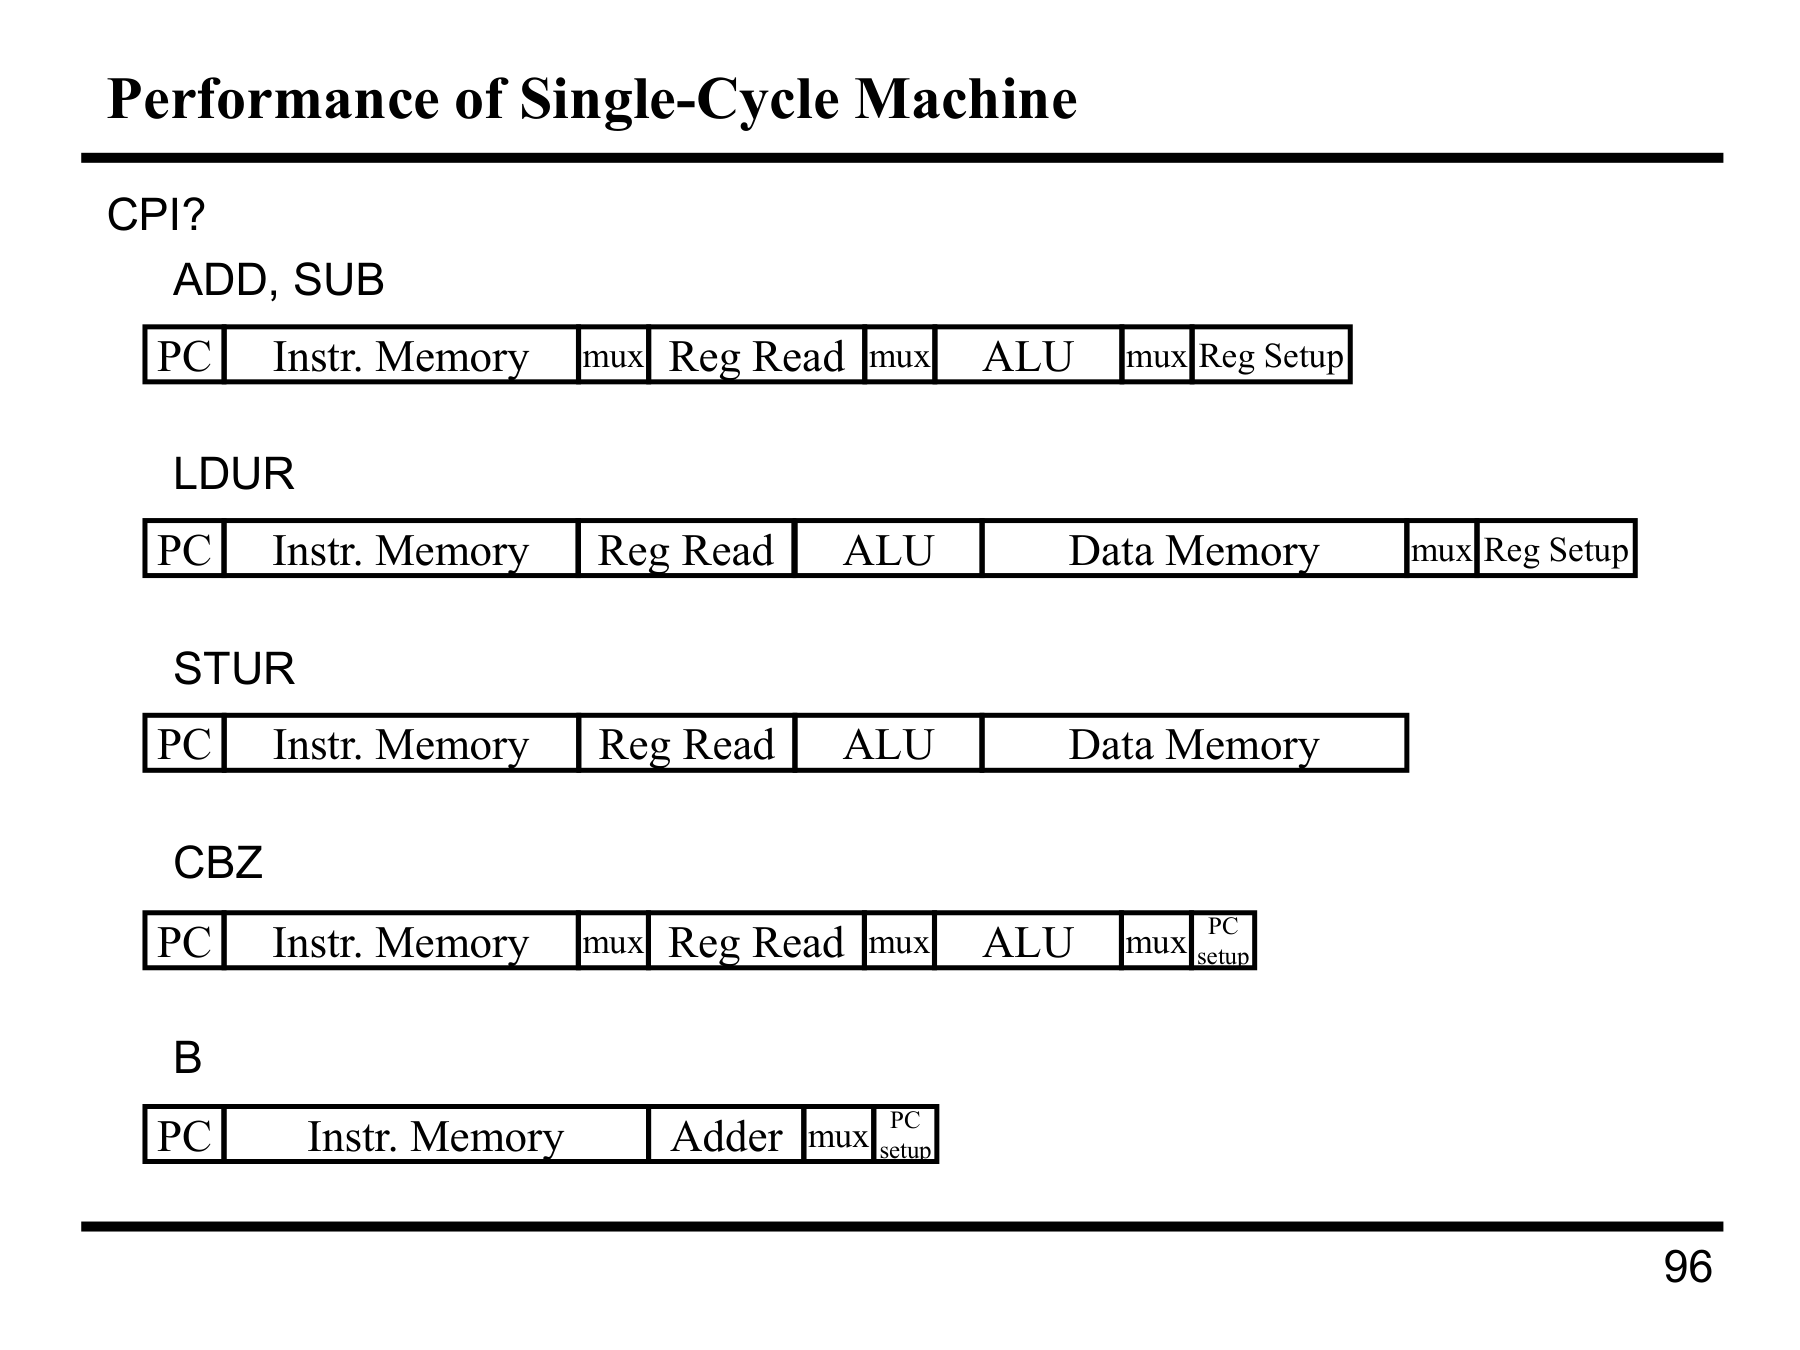 Performance of Single-Cycle Machine
CPI?
ADD, SUB
PC Instr. Memory mux Reg Read mux ALU mux Reg Setup
LDUR
PC Instr. Memory Reg Read ALU Data Memory mux Reg Setup
STUR
PC Instr. Memory Reg Read ALU Data Memory
CBZ
PC Instr. Memory mux Reg Read mux ALU mux PC setup
B
PC Instr. Memory Adder mux PC setup
96